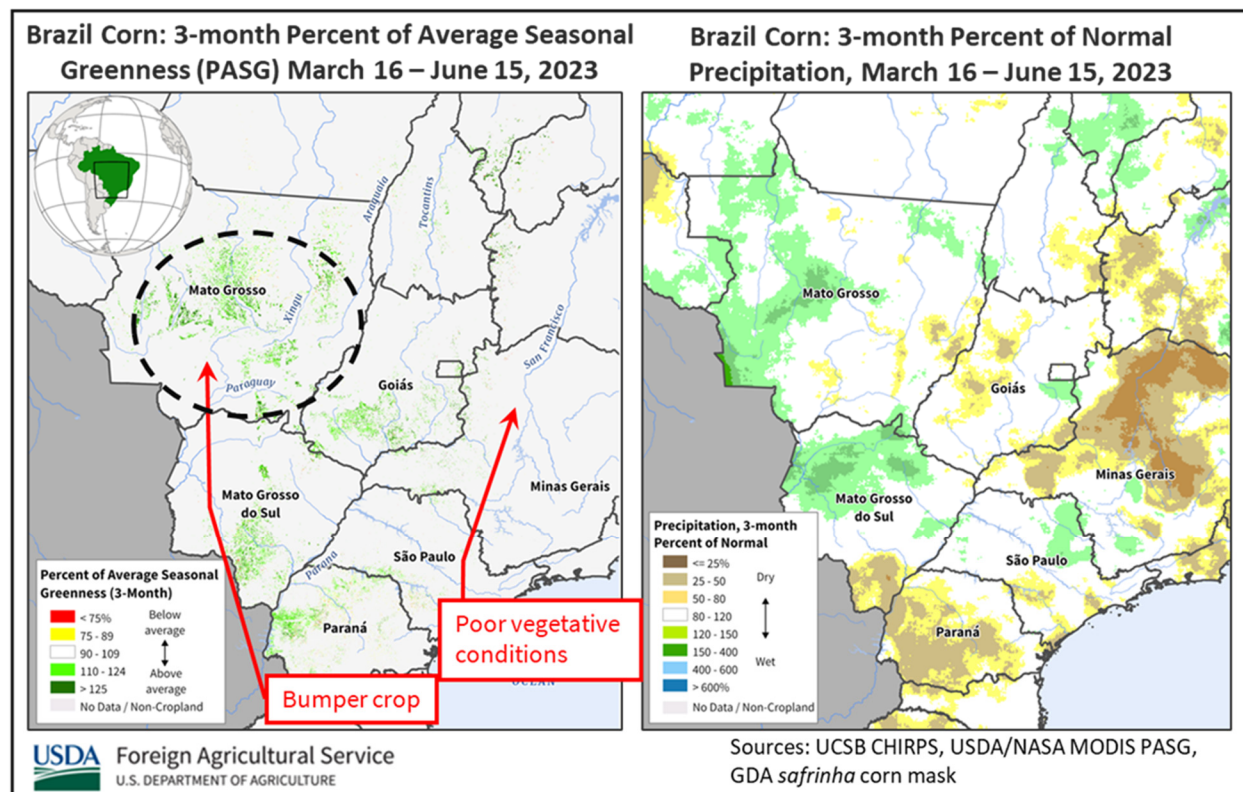 Brazil Corn: 3-month Percent of Average Seasonal
Greenness (PASG) March 16 – June 15, 2023
Brazil Corn: 3-month Percent of Normal
Precipitation, March 16 – June 15, 2023
Araguaia
Tocantins
Mato Grosso
Xingu
San Francisco
Paraguay
Goiás
Mato Grosso
do Sul
Minas Gerais
São Paulo
Parana
Paraná
OCEAN
Percent of Average Seasonal
Greenness (3-Month)
< 75%
75 - 89
90 - 109
110 - 124
> 125
No Data / Non-Cropland
Below
average
Above
average
Bumper crop
Poor vegetative
conditions
Mato Grosso
Goiás
Minas Gerais
Mato Grosso
do Sul
São Paulo
Paraná
Precipitation, 3-month
Percent of Normal
<= 25%
25 - 50
50 - 80
80 - 120
120 - 150
150 - 400
400 - 600
> 600%
No Data / Non-Cropland
Dry
Wet
USDA
Foreign Agricultural Service
U.S. DEPARTMENT OF AGRICULTURE
Sources: UCSB CHIRPS, USDA/NASA MODIS PASG,
GDA safrinha corn mask